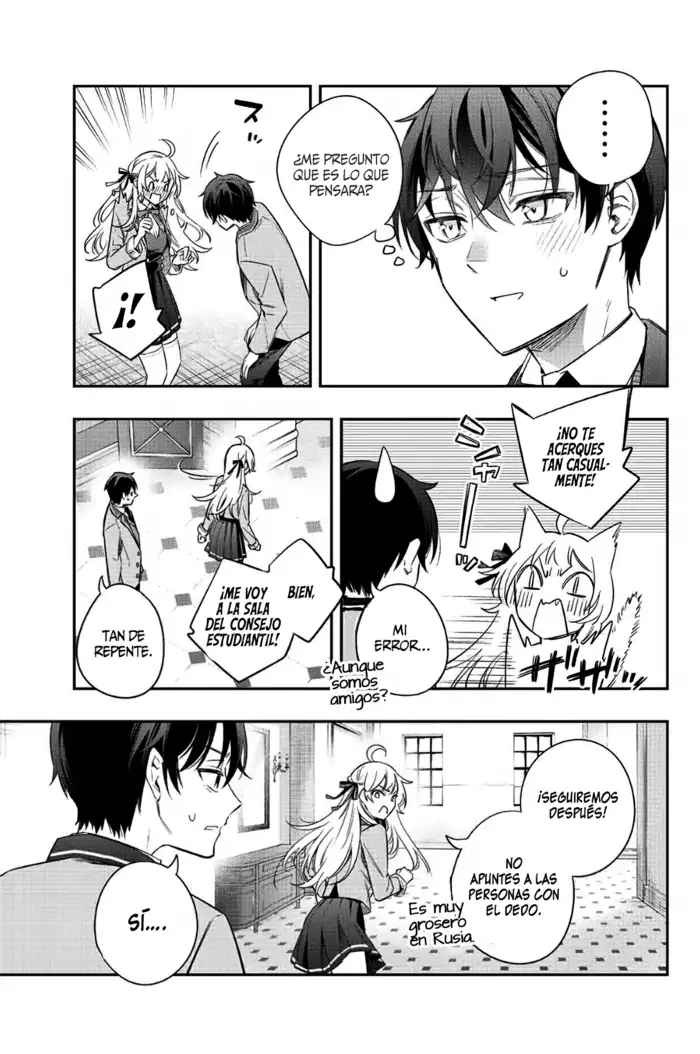 ......
¿ME PREGUNTO
QUE ES LO QUE
PENSARA?
スッ
¡!
¡NO TE
ACERQUES
TAN CASUAL-
MENTE!
MI
ERROR...
¿Aunque
somos
amigos?
BIEN,
¡ME VOY
A LA SALA
DEL CONSEJO
ESTUDIANTIL!
TAN DE
REPENTE.
¡SEGUIREMOS
DESPUÉS!
NO
APUNTES A LAS
PERSONAS CON
EL DEDO.
Es muy
grosero
en Rusia.
SÍ....